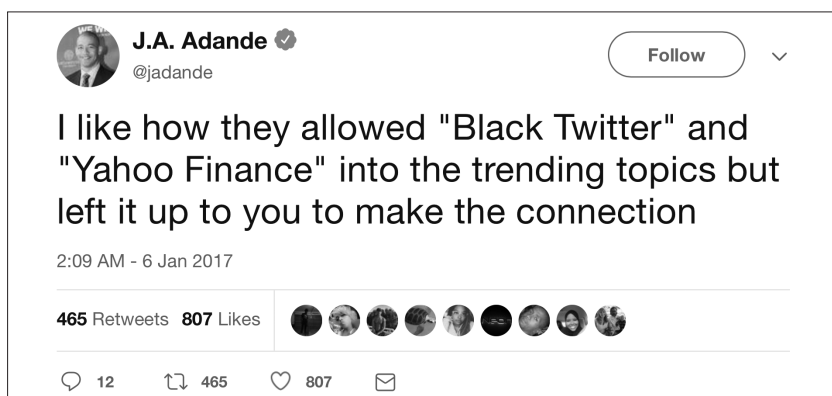 J.A. Adande
@jadande
Follow
I like how they allowed "Black Twitter" and
"Yahoo Finance" into the trending topics but
left it up to you to make the connection
2:09 AM - 6 Jan 2017
465 Retweets 807 Likes
12 465 807